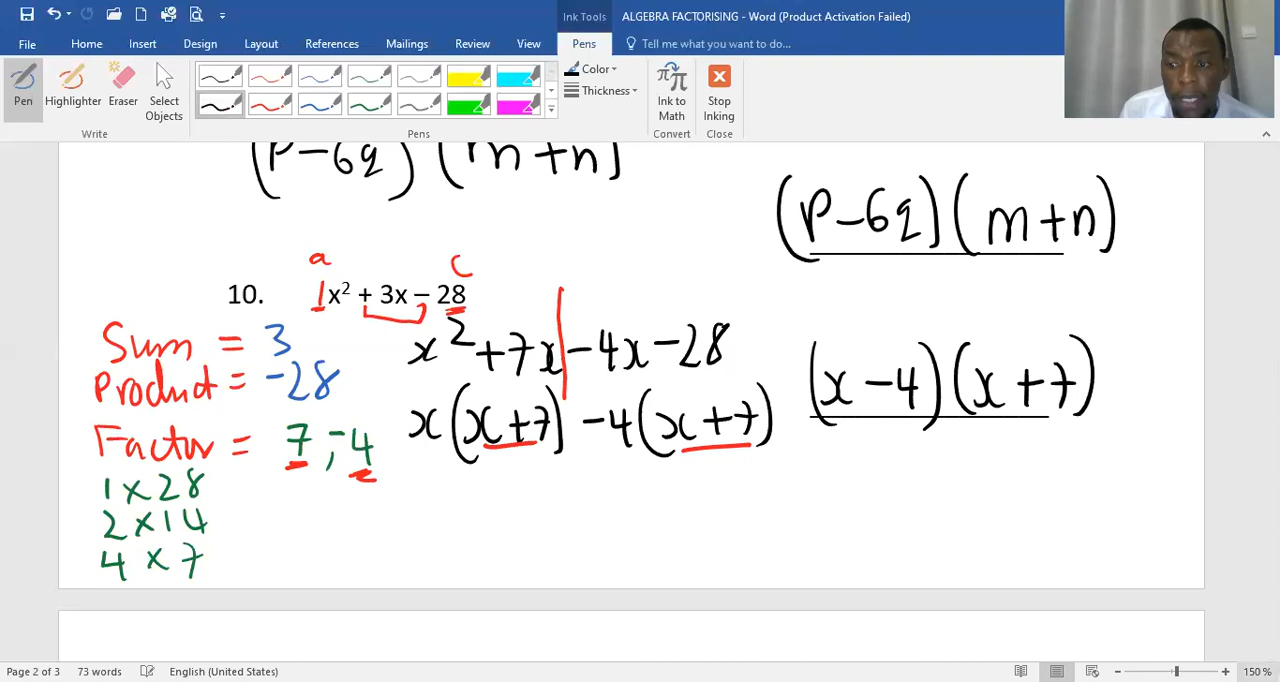 Ink Tools
ALGEBRA FACTORISING - Word (Product Activation Failed)
File Home Insert Design Layout References Mailings Review View Pens Tell me what you want to do...
Pen Highlighter Eraser Select Objects
Color
Thickness
Ink to Math
Stop Inking
Write Pens Convert Close
(p-6q) (m+n)
(p-6q)(m+n)
a c
10. 1x² + 3x − 28
Sum = 3
Product = -28
Factor = 7, -4
1 x 28
2 x 14
4 x 7
x² +7x -4x -28
x(x+7) -4(x+7)
(x-4)(x+7)
Page 2 of 3 73 words English (United States) 150 %